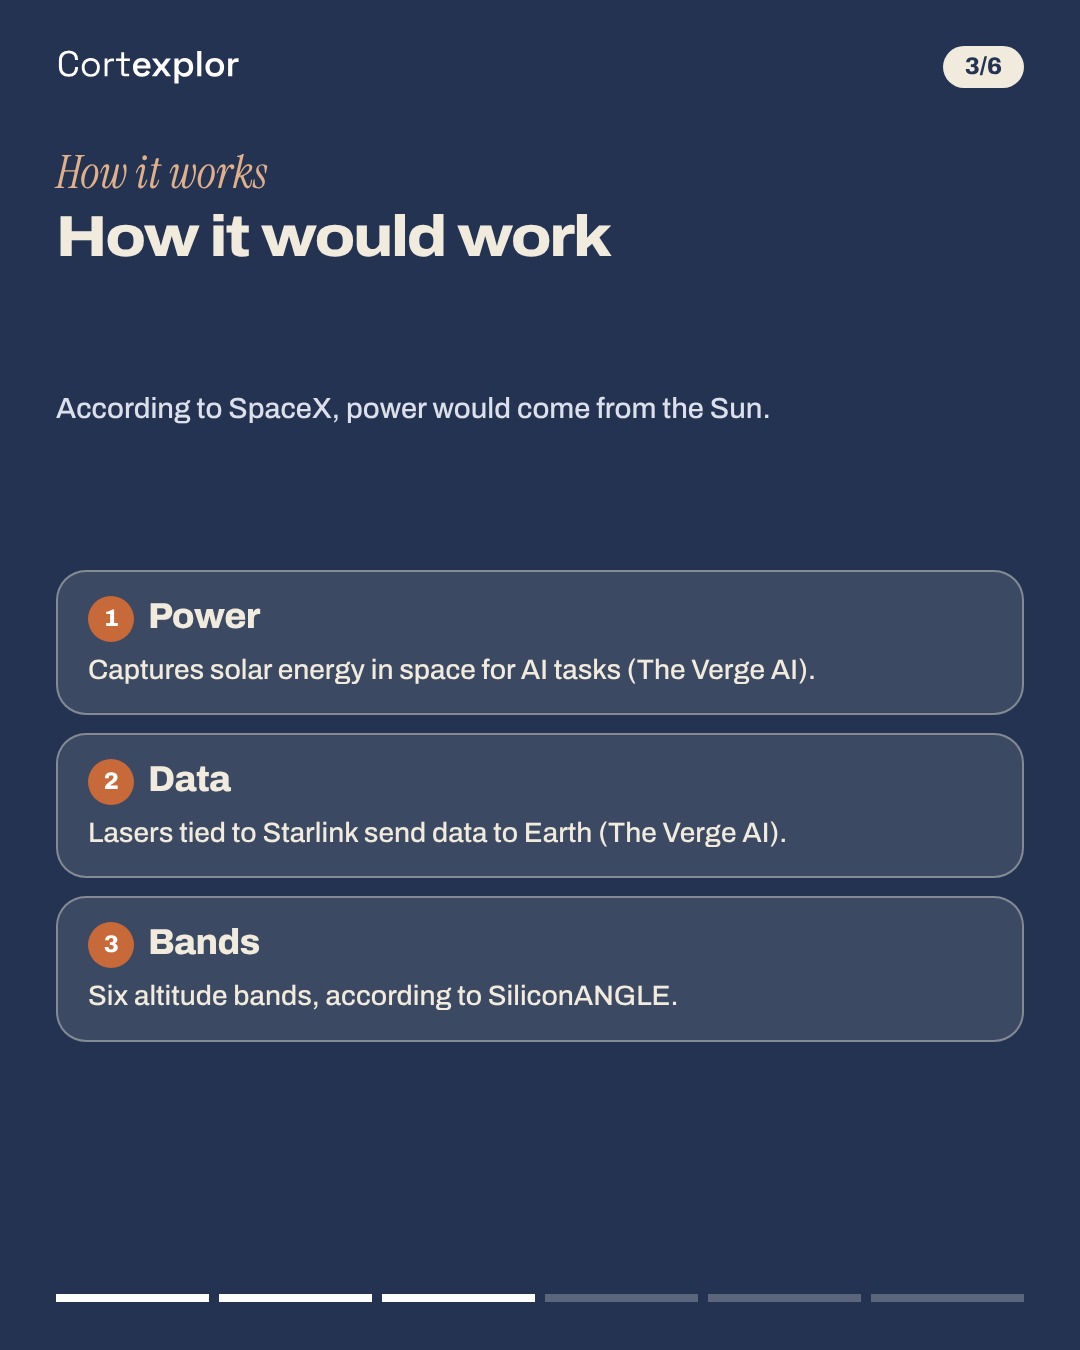 Cortexplor
3/6
How it works
How it would work
According to SpaceX, power would come from the Sun.
1 Power
Captures solar energy in space for AI tasks (The Verge AI).
2 Data
Lasers tied to Starlink send data to Earth (The Verge AI).
3 Bands
Six altitude bands, according to SiliconANGLE.